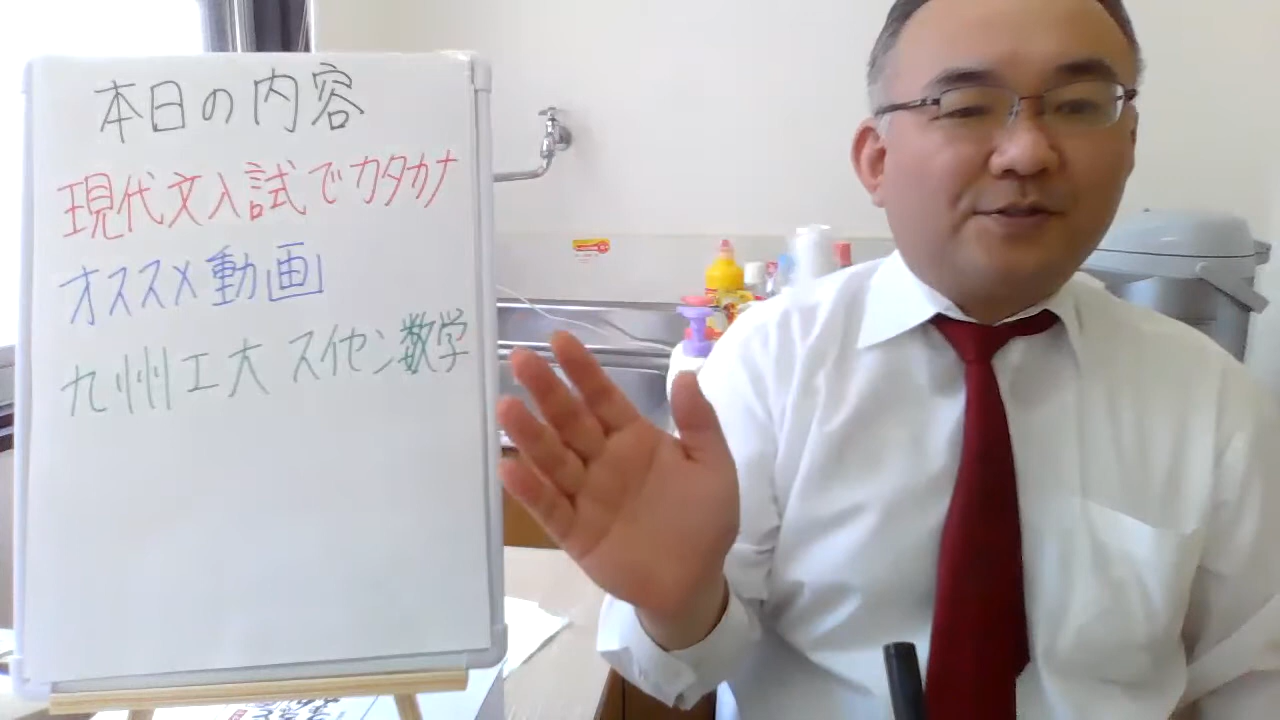 本日の内容
現代文入試でカタカナ
オススメ動画
九州工大 スイセン数学